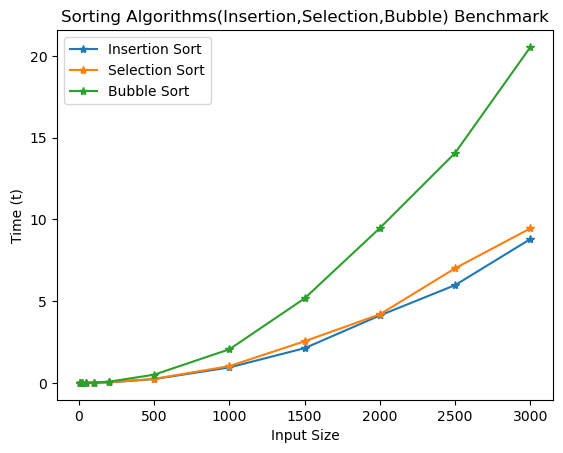 Sorting Algorithms(Insertion,Selection,Bubble) Benchmark
Insertion Sort
Selection Sort
Bubble Sort
Time (t)
20
15
10
5
0
0 500 1000 1500 2000 2500 3000
Input Size